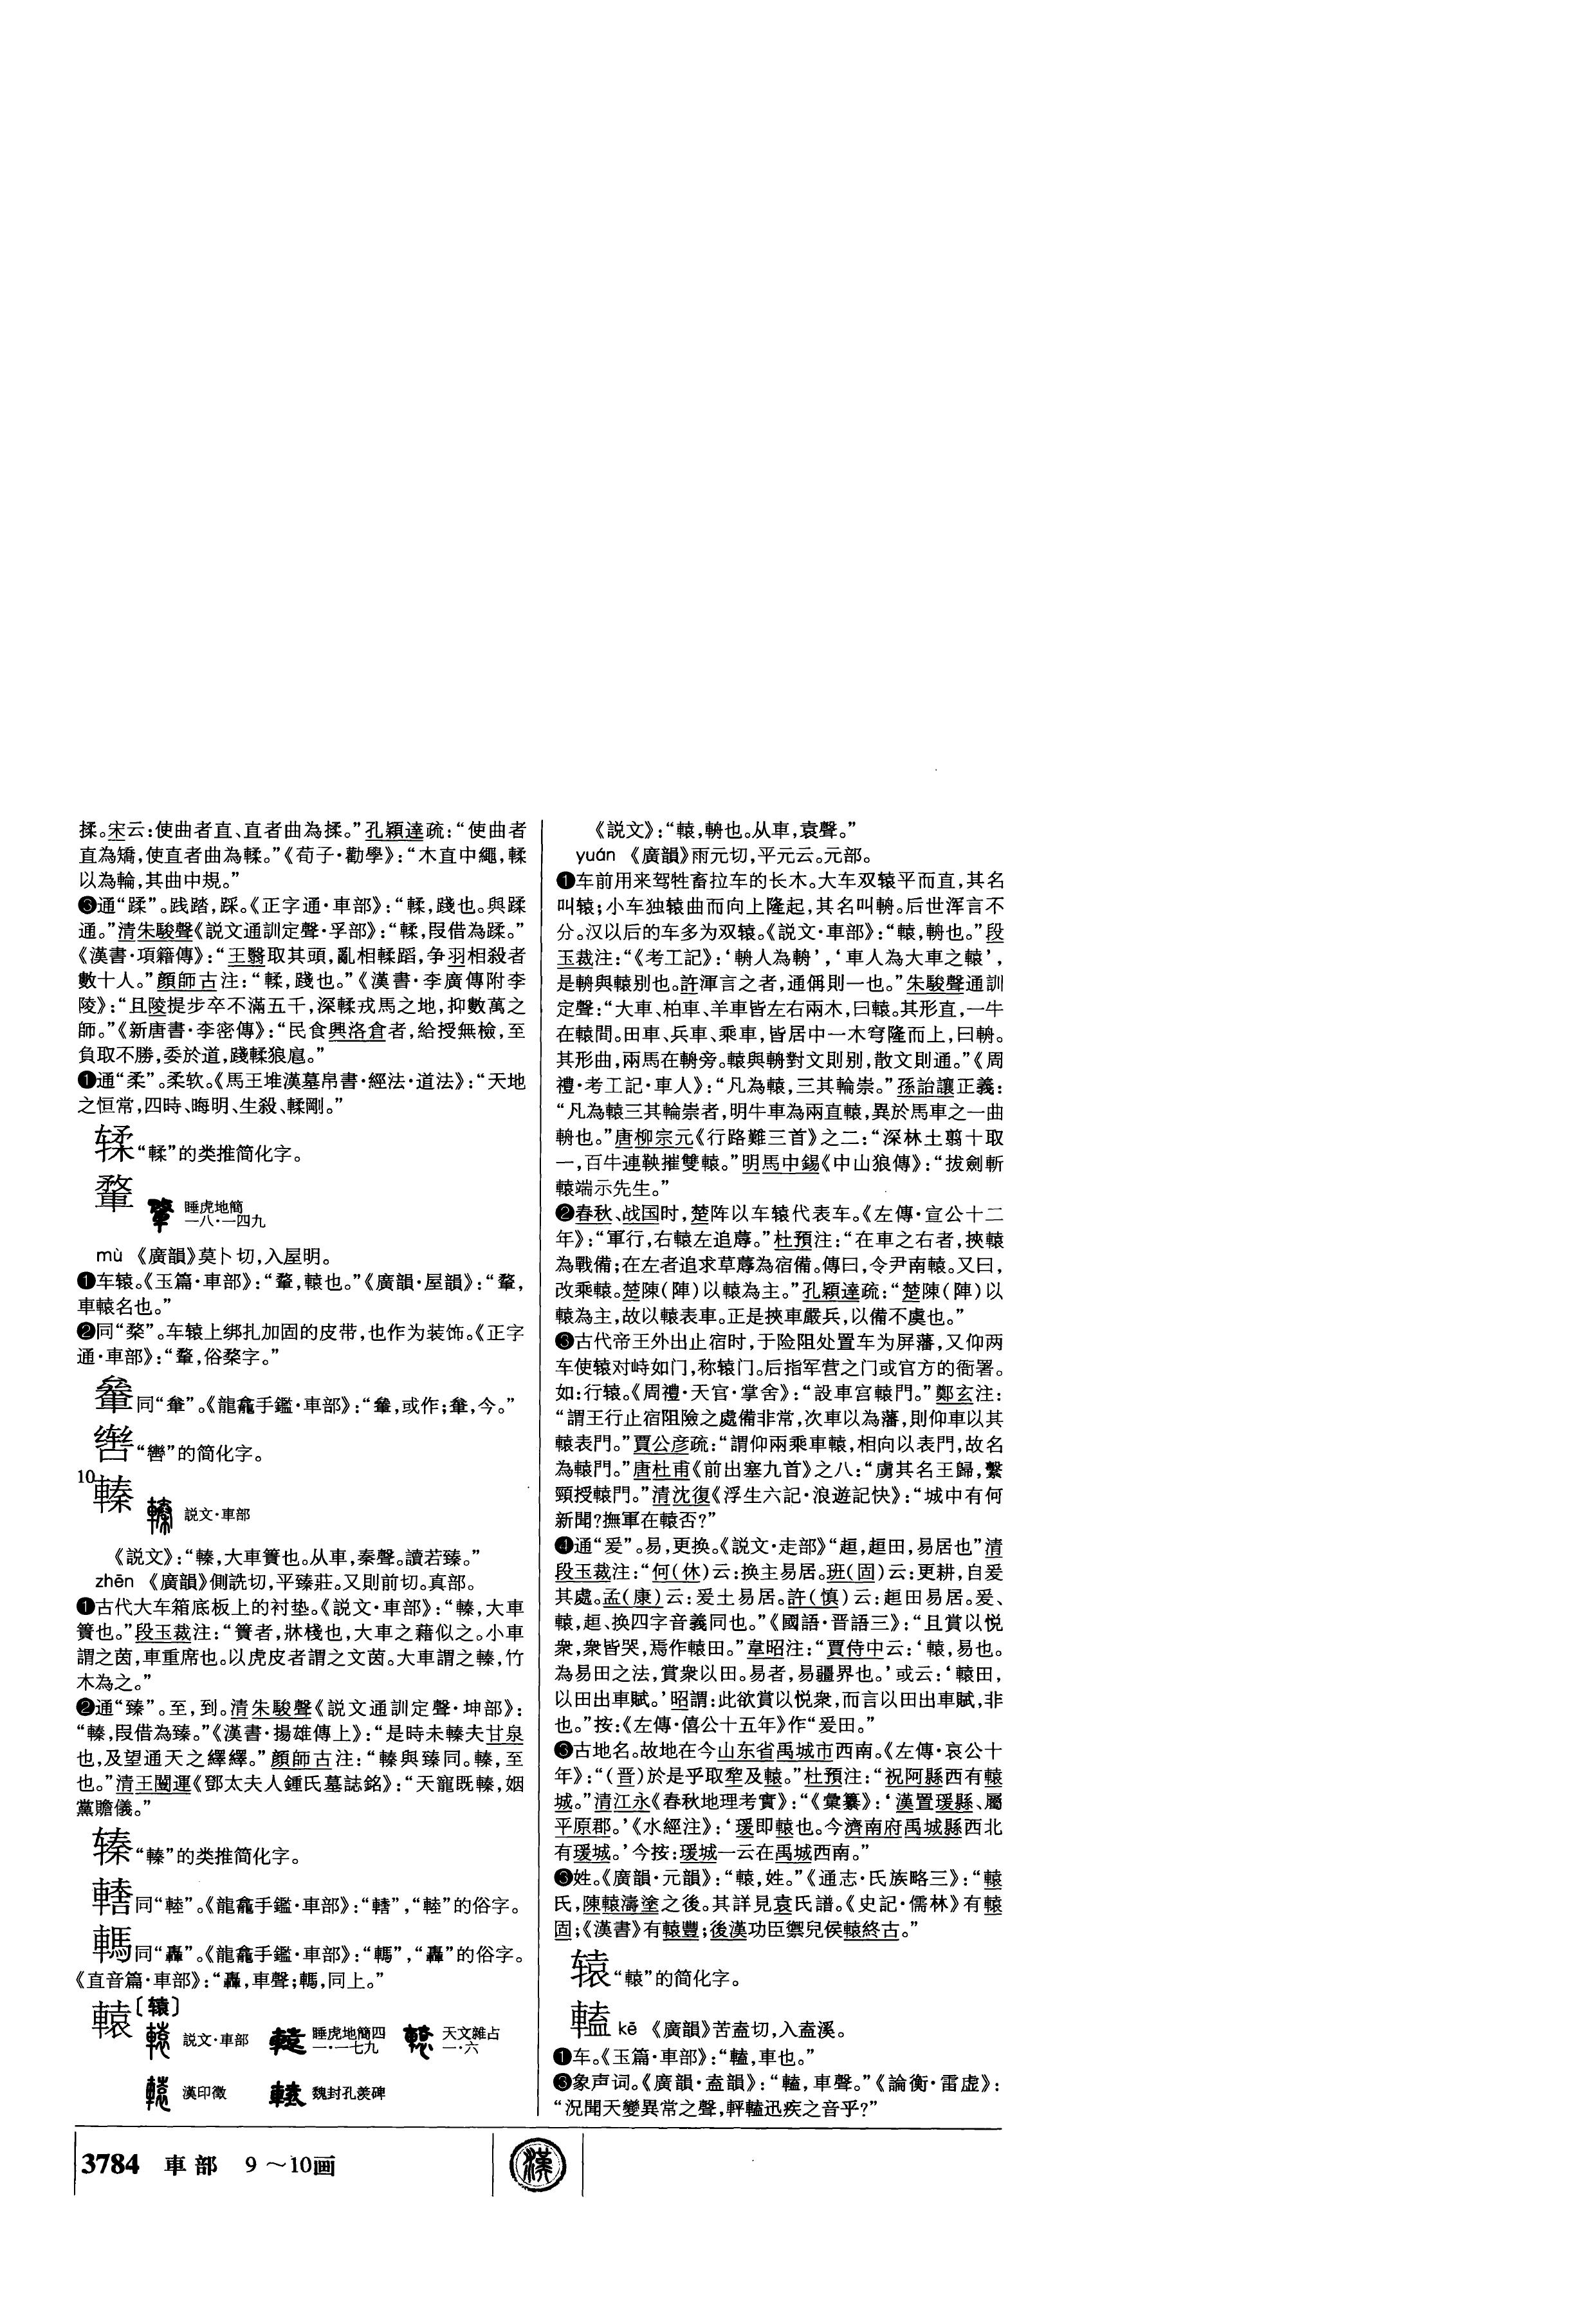 揉。宋云:使曲者直、直者曲為揉。”孔穎達疏:“使曲者
直為矯,使直者曲為輮。”《荀子·勸學》:“木直中繩,輮
以為輪,其曲中規。”
❸通“蹂”。践踏,踩。《正字通·車部》:“輮,踐也。與蹂
通。”清朱駿聲《説文通訓定聲·孚部》:“輮,叚借為蹂。”
《漢書·項籍傳》:“王翳取其頭,亂相輮蹈,争羽相殺者
數十人。”顔師古注:“輮,踐也。”《漢書·李廣傳附李
陵》:“且陵提步卒不滿五千,深輮戎馬之地,抑數萬之
師。”《新唐書·李密傳》:“民食興洛倉者,給授無檢,至
負取不勝,委於道,踐輮狼扈。”
❶通“柔”。柔软。《馬王堆漢墓帛書·經法·道法》:“天地
之恒常,四時、晦明、生殺、輮剛。”
𫐓“輮”的类推简化字。
鞪 睡虎地簡
一八·一四九
mù 《廣韻》莫卜切,入屋明。
❶车辕。《玉篇·車部》:“,轅也。”《廣韻·屋韻》:“,
車轅名也。”
❷同“楘”。车辕上绑扎加固的皮带,也作为装饰。《正字
通·車部》:“,俗楘字。”
同“輂”。《龍龕手鑑·車部》:“,或作;,今。”
辔“轡”的简化字。
10
轃 説文·車部
《説文》:“轃,大車簀也。从車,秦聲。讀若臻。”
zhēn 《廣韻》側詵切,平臻莊。又則前切。真部。
❶古代大车箱底板上的衬垫。《説文·車部》:“轃,大車
簀也。”段玉裁注:“簀者,牀棧也,大車之藉似之。小車
謂之茵,車重席也。以虎皮者謂之文茵。大車謂之轃,竹
木為之。”
❷通“臻”。至,到。清朱駿聲《説文通訓定聲·坤部》:
“轃,叚借為臻。”《漢書·揚雄傳上》:“是時未轃夫甘泉
也,及望通天之繹繹。”顔師古注:“轃與臻同。轃,至
也。”清王闓運《鄧太夫人鍾氏墓誌銘》:“天寵既轃,姻
黨贍儀。”
𫐕“轃”的类推简化字。
同“”。《龍龕手鑑·車部》:“”,“”的俗字。
同“轟”。《龍龕手鑑·車部》:“”,“轟”的俗字。
《直音篇·車部》:“轟,車聲;,同上。”
轅〔辕〕
説文·車部 睡虎地簡四
一·一七九 天文雜占
一·六
漢印徵 魏封孔羨碑
《説文》:“轅,輈也。从車,袁聲。”
yuán 《廣韻》雨元切,平元云。元部。
❶车前用来驾牲畜拉车的长木。大车双辕平而直,其名
叫辕;小车独辕曲而向上隆起,其名叫輈。后世浑言不
分。汉以后的车多为双辕。《説文·車部》:“轅,輈也。”段
玉裁注:“《考工記》:‘輈人為輈’,‘車人為大車之轅’,
是輈與轅别也。許渾言之者,通偁則一也。”朱駿聲通訓
定聲:“大車、柏車、羊車皆左右兩木,曰轅。其形直,一牛
在轅間。田車、兵車、乘車,皆居中一木穹隆而上,曰輈。
其形曲,兩馬在輈旁。轅與輈對文則别,散文則通。”《周
禮·考工記·車人》:“凡為轅,三其輪崇。”孫詒讓正義:
“凡為轅三其輪崇者,明牛車為兩直轅,異於馬車之一曲
輈也。”唐柳宗元《行路難三首》之二:“深林土翦十取
一,百牛連鞅摧雙轅。”明馬中錫《中山狼傳》:“拔劍斬
轅端示先生。”
❷春秋、战国时,楚阵以车辕代表车。《左傳·宣公十二
年》:“軍行,右轅左追蓐。”杜預注:“在車之右者,挾轅
為戰備;在左者追求草蓐為宿備。傳曰,令尹南轅。又曰,
改乘轅。楚陳(陣)以轅為主。”孔穎達疏:“楚陳(陣)以
轅為主,故以轅表車。正是挾車嚴兵,以備不虞也。”
❸古代帝王外出止宿时,于险阻处置车为屏藩,又仰两
车使辕对峙如门,称辕门。后指军营之门或官方的衙署。
如:行辕。《周禮·天官·掌舍》:“設車宫轅門。”鄭玄注:
“謂王行止宿阻險之處備非常,次車以為藩,則仰車以其
轅表門。”賈公彦疏:“謂仰兩乘車轅,相向以表門,故名
為轅門。”唐杜甫《前出塞九首》之八:“虜其名王歸,繫
頸授轅門。”清沈復《浮生六記·浪遊記快》:“城中有何
新聞?撫軍在轅否?”
❹通“爰”。易,更换。《説文·走部》“趄,趄田,易居也”清
段玉裁注:“何(休)云:换主易居。班(固)云:更耕,自爰
其處。孟(康)云:爰土易居。許(慎)云:趄田易居。爰、
轅,趄、换四字音義同也。”《國語·晋語三》:“且賞以悦
衆,衆皆哭,焉作轅田。”韋昭注:“賈侍中云:‘轅,易也。
為易田之法,賞衆以田。易者,易疆界也。’或云:‘轅田,
以田出車賦。’昭謂:此欲賞以悦衆,而言以田出車賦,非
也。”按:《左傳·僖公十五年》作“爰田。”
❸古地名。故地在今山东省禹城市西南。《左傳·哀公十
年》:“(晋)於是乎取犂及轅。”杜預注:“祝阿縣西有轅
城。”清江永《春秋地理考實》:“《彙纂》:‘漢置瑗縣、屬
平原郡。’《水經注》:‘瑗即轅也。今濟南府禹城縣西北
有瑗城。’今按:瑗城一云在禹城西南。”
❸姓。《廣韻·元韻》:“轅,姓。”《通志·氏族略三》:“轅
氏,陳轅濤塗之後。其詳見袁氏譜。《史記·儒林》有轅
固;《漢書》有轅豐;後漢功臣禦兒侯轅終古。”
辕“轅”的简化字。
轀 kē 《廣韻》苦盍切,入盍溪。
❶车。《玉篇·車部》:“,車也。”
❸象声词。《廣韻·盍韻》:“,車聲。”《論衡·雷虚》:
“況聞天變異常之聲,軯迅疾之音乎?”
3784 車部 9～10画
漢